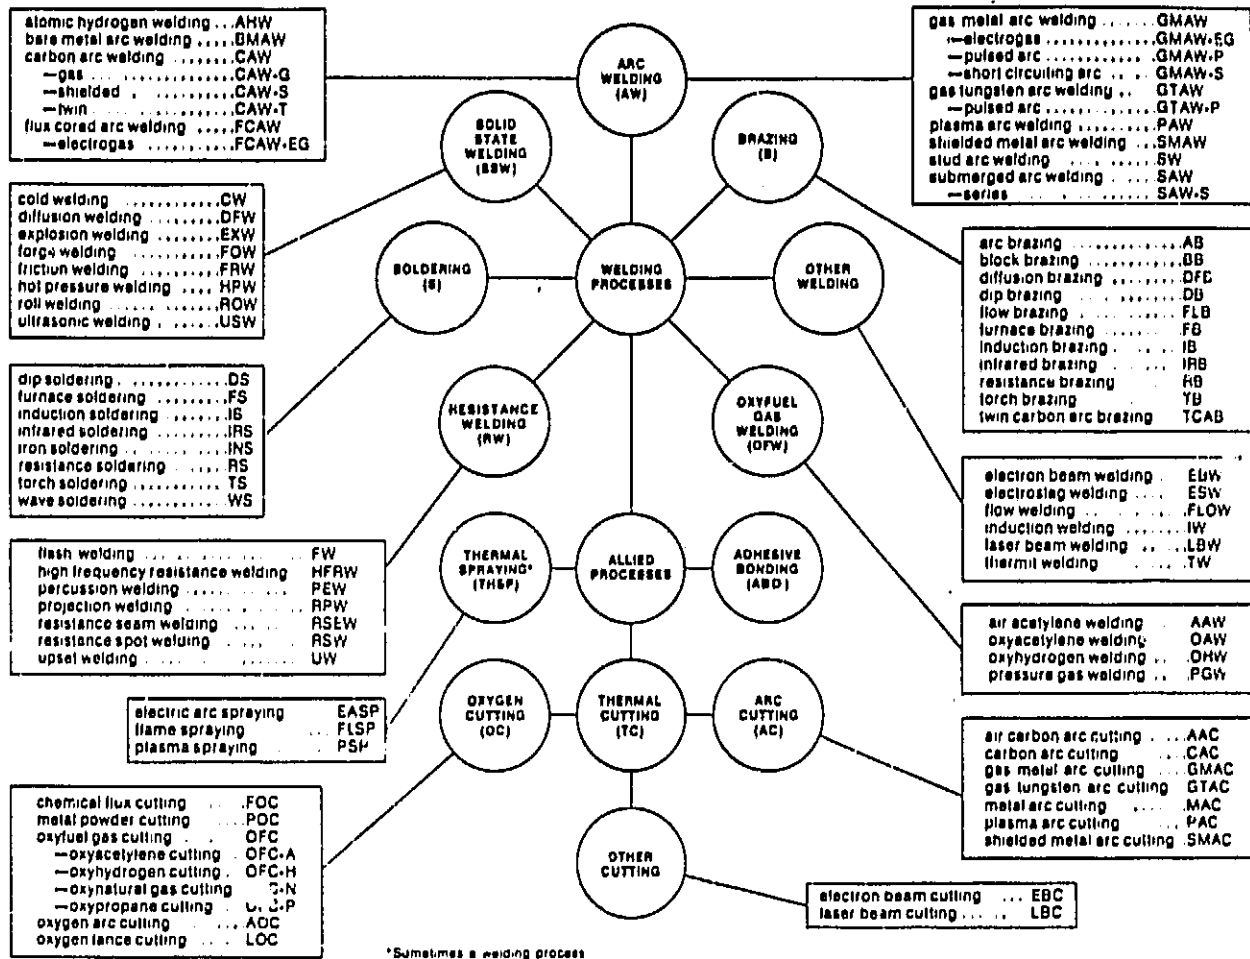 atomic hydrogen welding ... AHW
bare metal arc welding ..... BMAW
carbon arc welding ...... CAW
—gas ............ CAW-G
—shielded . ........ CAW-S
—twin ............ CAW-T
flux cored arc welding ..... FCAW
—electrogas ........ FCAW-EG
ARC
WELDING
(AW)
gas metal arc welding ...... GMAW
—electrogas ............. GMAW-EG
—pulsed arc ............ GMAW-P
—short circuiting arc .... GMAW-S
gas tungsten arc welding .. GTAW
—pulsed arc ........... GTAW-P
plasma arc welding ....... PAW
shielded metal arc welding ... SMAW
stud arc welding .... .... SW
submerged arc welding . ... SAW
—series ............ SAW-S
SOLID
STATE
WELDING
(SSW)
BRAZING
(B)
cold welding ........... CW
diffusion welding ........ DFW
explosion welding ........ EXW
forge welding .......... FOW
friction welding ......... FRW
hot pressure welding .... HPW
roll welding ........... ROW
ultrasonic welding ...... USW
SOLDERING
(S)
WELDING
PROCESSES
OTHER
WELDING
arc brazing ............ AB
block brazing ........... BB
diffusion brazing ........ DFB
dip brazing ........... DB
flow brazing .......... FLB
furnace brazing ........ FB
induction brazing . .... IB
infrared brazing ..... IRB
resistance brazing RB
torch brazing ..... TB
twin carbon arc brazing TCAB
dip soldering ........... DS
furnace soldering ....... FS
induction soldering ...... IS
infrared soldering ...... IRS
iron soldering ......... INS
resistance soldering ..... RS
torch soldering ........ TS
wave soldering ........ WS
RESISTANCE
WELDING
(RW)
OXYFUEL
GAS
WELDING
(OFW)
electron beam welding . EBW
electroslag welding .... ESW
flow welding .. ....... FLOW
induction welding ...... IW
laser beam welding .... LBW
thermit welding ..... TW
flash welding .... ...... FW
high frequency resistance welding HFRW
percussion welding ..... PEW
projection welding ...... RPW
resistance seam welding ... RSEW
resistance spot welding .... RSW
upset welding ........ UW
THERMAL
SPRAYING*
(THSP)
ALLIED
PROCESSES
ADHESIVE
BONDING
(ABD)
air acetylene welding . AAW
oxyacetylene welding . OAW
oxyhydrogen welding .. OHW
pressure gas welding .. PGW
electric arc spraying EASP
flame spraying ... FLSP
plasma spraying ... PSP
OXYGEN
CUTTING
(OC)
THERMAL
CUTTING
(TC)
ARC
CUTTING
(AC)
air carbon arc cutting .... AAC
carbon arc cutting .... CAC
gas metal arc cutting .... GMAC
gas tungsten arc cutting GTAC
metal arc cutting ..... MAC
plasma arc cutting ... PAC
shielded metal arc cutting SMAC
chemical flux cutting .... FOC
metal powder cutting .... POC
oxyfuel gas cutting .... OFC
—oxyacetylene cutting . OFC-A
—oxyhydrogen cutting . OFC-H
—oxynatural gas cutting
—oxypropane cutting
oxygen arc cutting ..... AOC
oxygen lance cutting .... LOC
OTHER
CUTTING
electron beam cutting .... EBC
laser beam cutting ...... LBC
*Sometimes a welding process